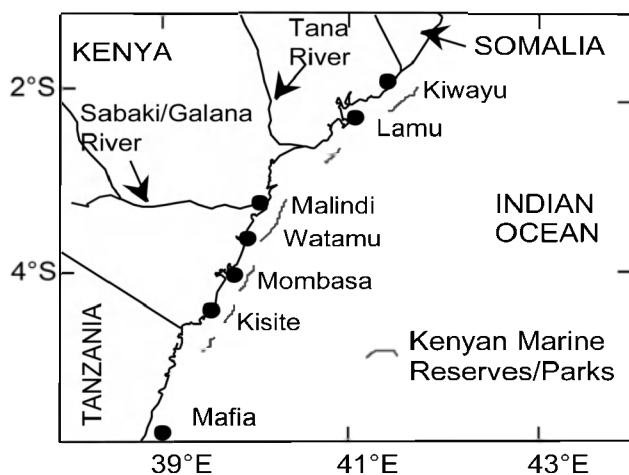 KENYA
Tana
River
SOMALIA
2°S
Kiwayu
Sabaki/Galana
River
Lamu
Malindi
INDIAN
OCEAN
Watamu
4°S
Mombasa
Kisite
TANZANIA
Kenyan Marine
Reserves/Parks
Mafia
39°E
41°E
43°E